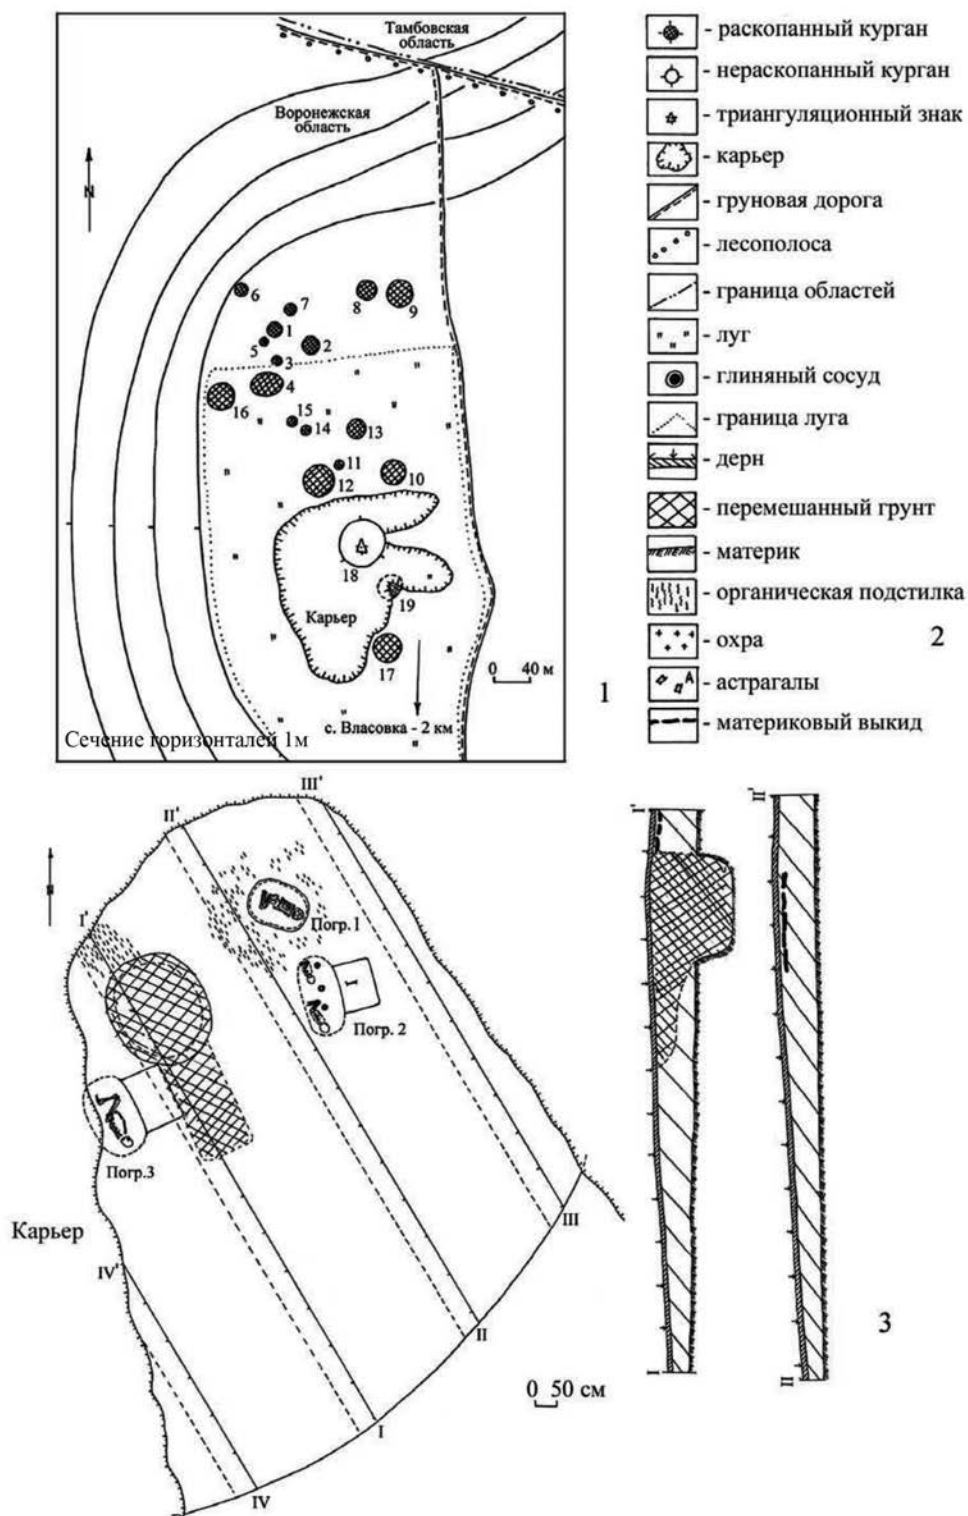 Тамбовская
область
Воронежская
область
N
6
7
8
9
1
5
2
3
4
16
15
14
13
11
12
10
18
19
Карьер
17
0 40 м
с. Власовка - 2 км
Сечение горизонталей 1м
1
- раскопанный курган
- нераскопанный курган
- триангуляционный знак
- карьер
- груновая дорога
- лесополоса
- граница областей
- луг
- глиняный сосуд
- граница луга
- дерн
- перемешанный грунт
- материк
- органическая подстилка
- охра
А - астрагалы
- материковый выкид
2
III'
II'
I'
Погр. 1
I
Погр. 2
Погр.3
Карьер
IV'
III
II
I
IV
0 50 см
I'
II'
I
II
3